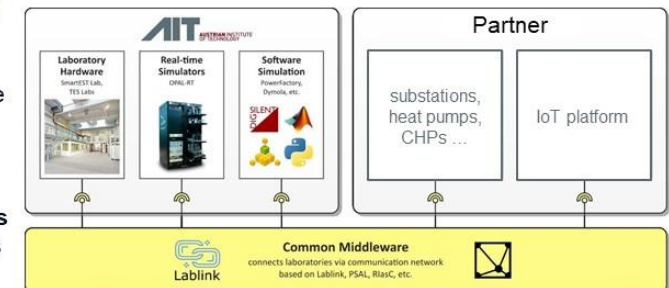 AIT AUSTRIAN INSTITUTE
OF TECHNOLOGY
Laboratory
Hardware
SmartEST Lab,
TES Labs
Real-time
Simulators
OPAL-RT
Software
Simulation
PowerFactory,
Dymola, etc.
DIG
SILENT
Partner
substations,
heat pumps,
CHPs ...
IoT platform
e
s
Lablink
Common Middleware
connects laboratories via communication network
based on Lablink, PSAL, RIasC, etc.